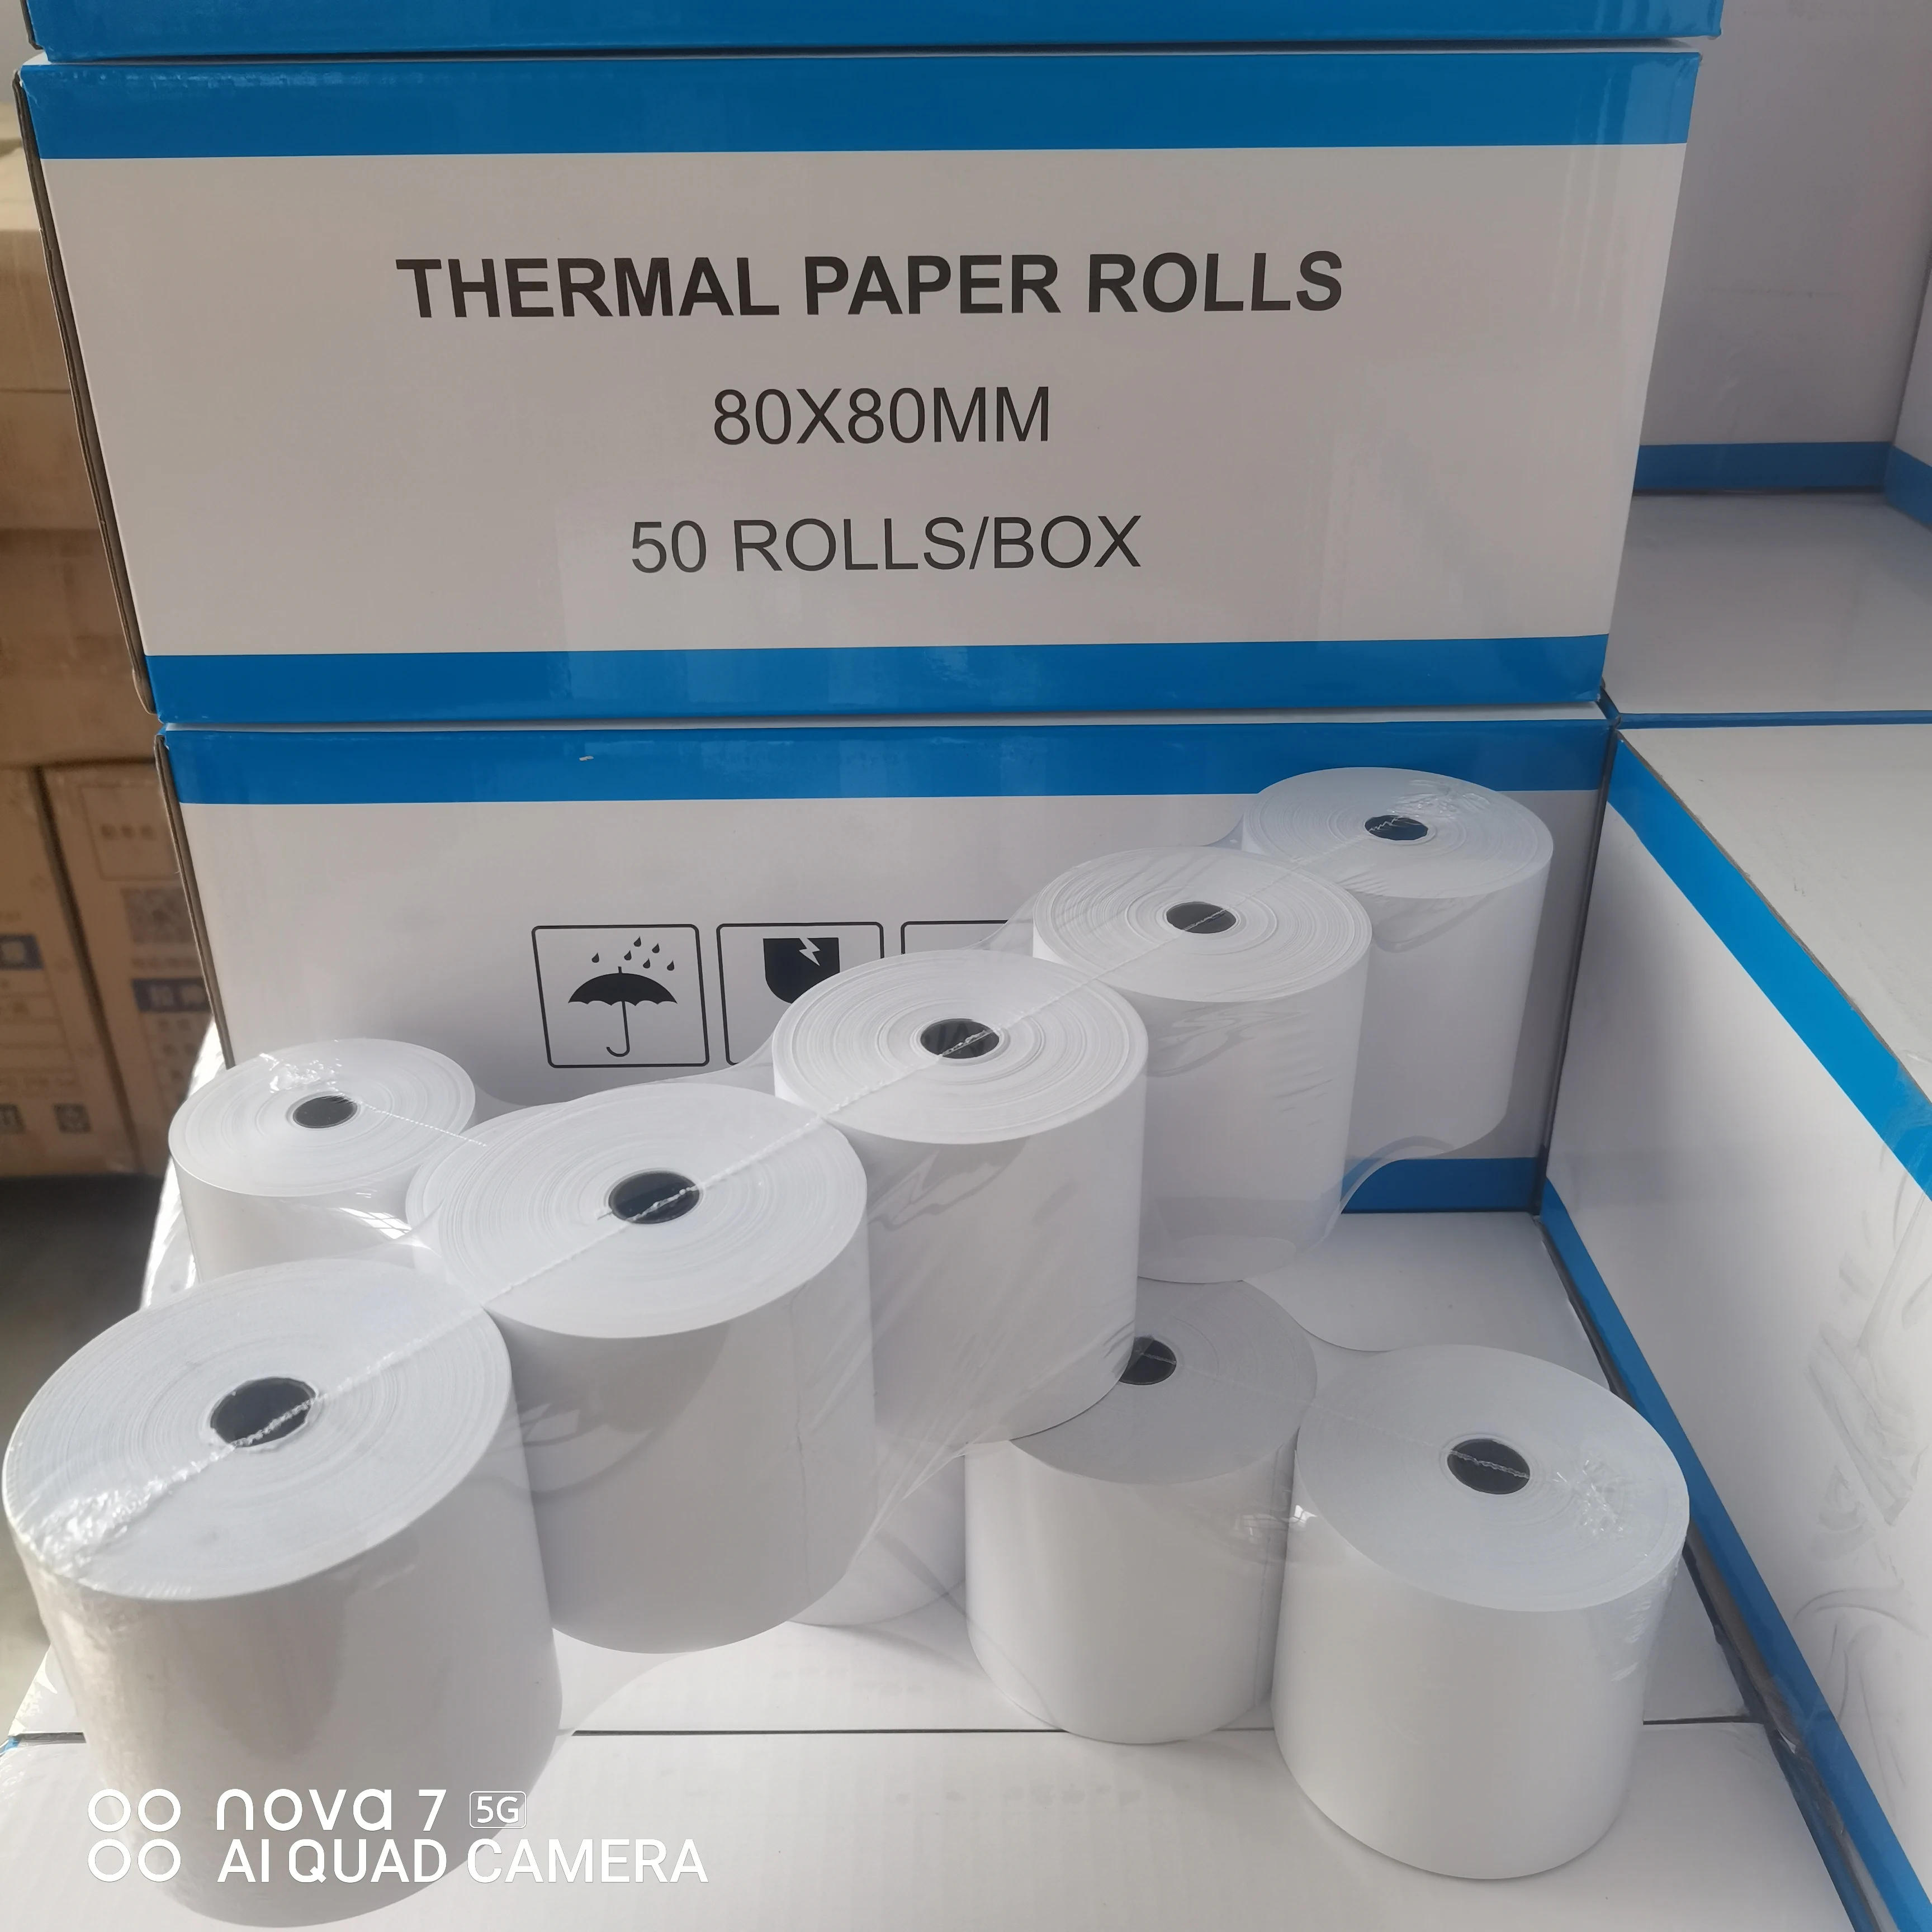 THERMAL PAPER ROLLS
80X80MM
50 ROLLS/BOX
nova 7 5G
AI QUAD CAMERA